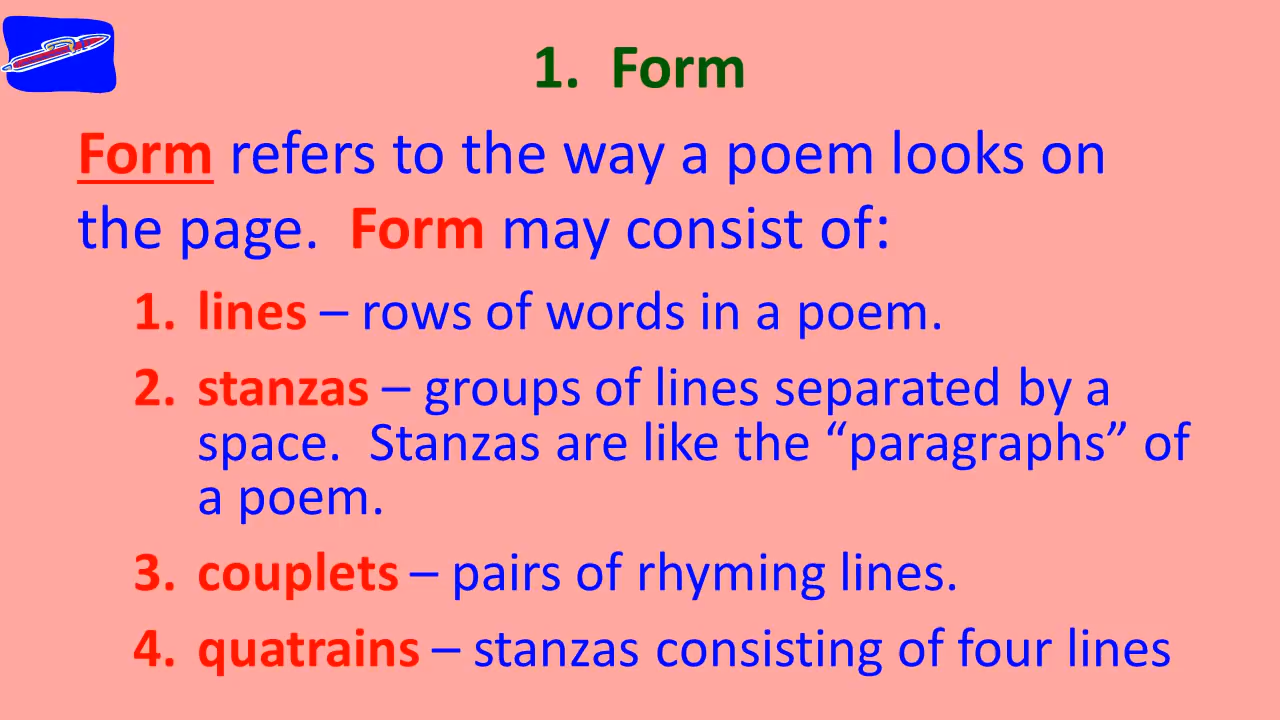 1.  Form
Form refers to the way a poem looks on
the page.  Form may consist of:
1. lines – rows of words in a poem.
2. stanzas – groups of lines separated by a
space.  Stanzas are like the “paragraphs” of
a poem.
3. couplets – pairs of rhyming lines.
4. quatrains – stanzas consisting of four lines